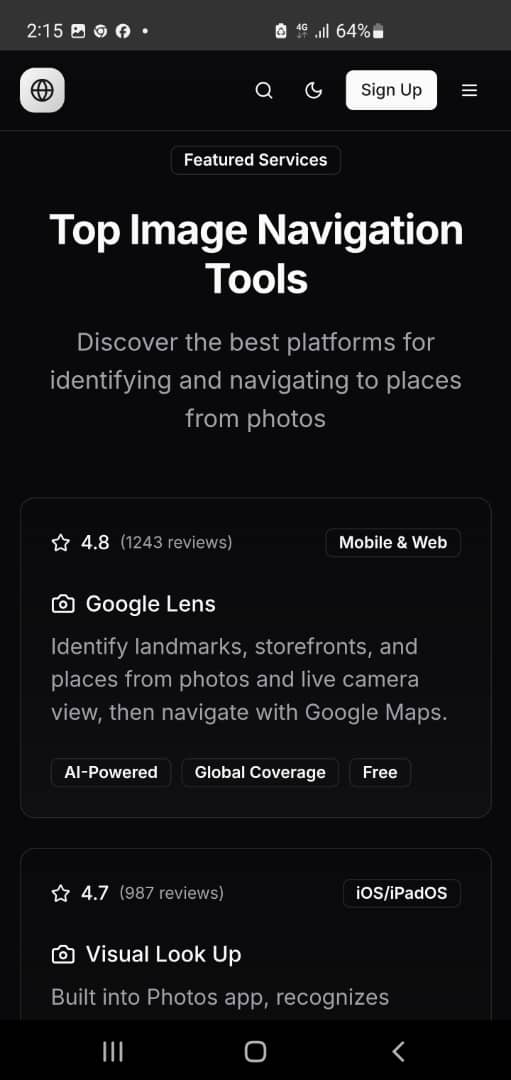 2:15
4G
64%
Sign Up
Featured Services
Top Image Navigation
Tools
Discover the best platforms for
identifying and navigating to places
from photos
4.8 (1243 reviews)
Mobile & Web
Google Lens
Identify landmarks, storefronts, and
places from photos and live camera
view, then navigate with Google Maps.
AI-Powered
Global Coverage
Free
4.7 (987 reviews)
iOS/iPadOS
Visual Look Up
Built into Photos app, recognizes